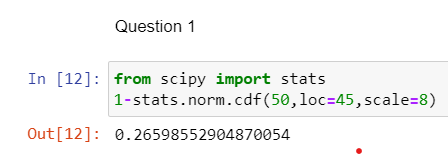 Question 1
In [12]: from scipy import stats
1-stats.norm.cdf(50,loc=45,scale=8)
Out[12]: 0.26598552904870054